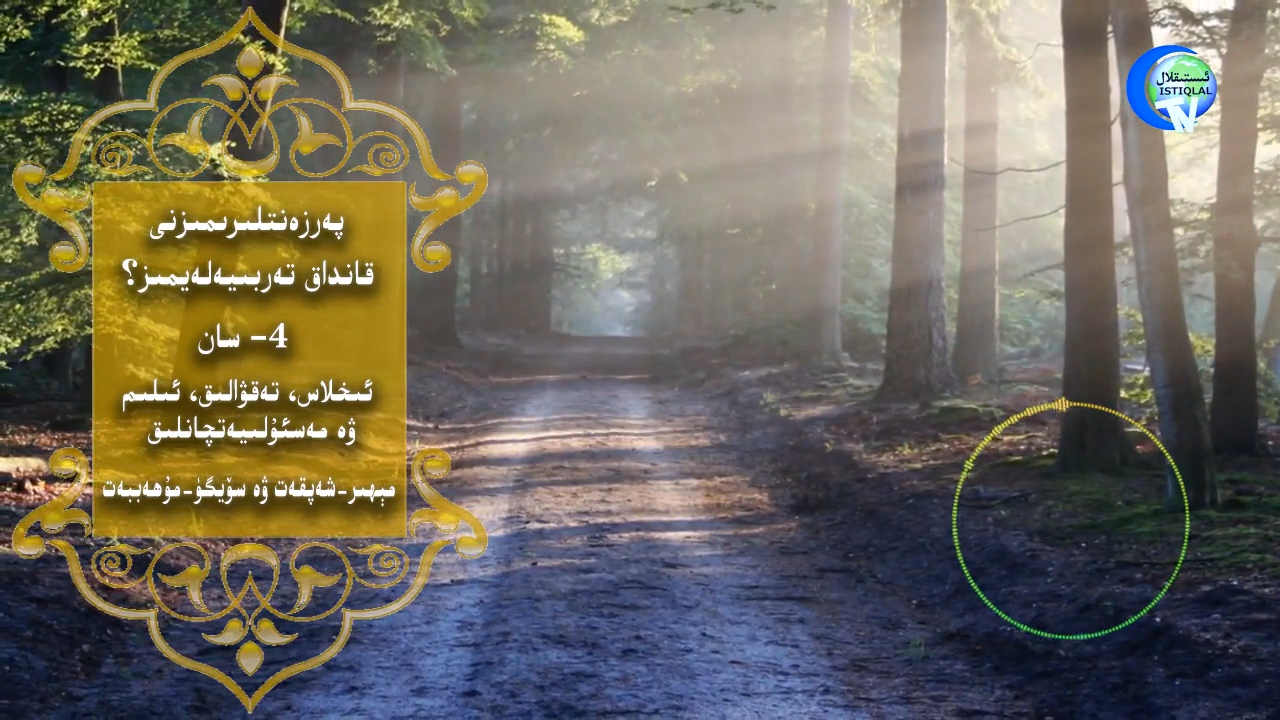 پەرزەنتلىرىمىزنى
قانداق تەربىيەلەيمىز؟
4- سان
ئىخلاس، تەقۋالىق، ئىلىم
ۋە مەسئۇلىيەتچانلىق
مېھىر-شەپقەت ۋە سۆيگۈ-مۇھەببەت
ئىستىقلال
ISTIQLAL
TV